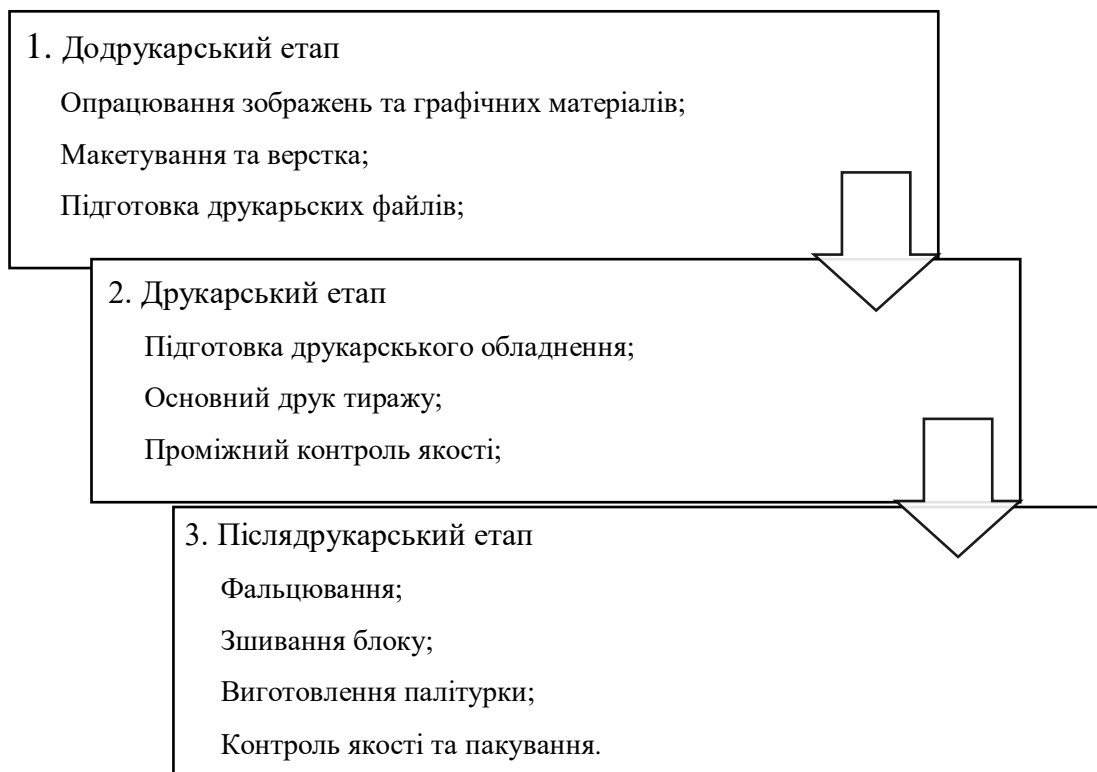 1. Додрукарський етап
Опрацювання зображень та графічних матеріалів;
Макетування та верстка;
Підготовка друкарьских файлів;
2. Друкарський етап
Підготовка друкарскького обладнення;
Основний друк тиражу;
Проміжний контроль якості;
3. Післядрукарський етап
Фальцювання;
Зшивання блоку;
Виготовлення палітурки;
Контроль якості та пакування.